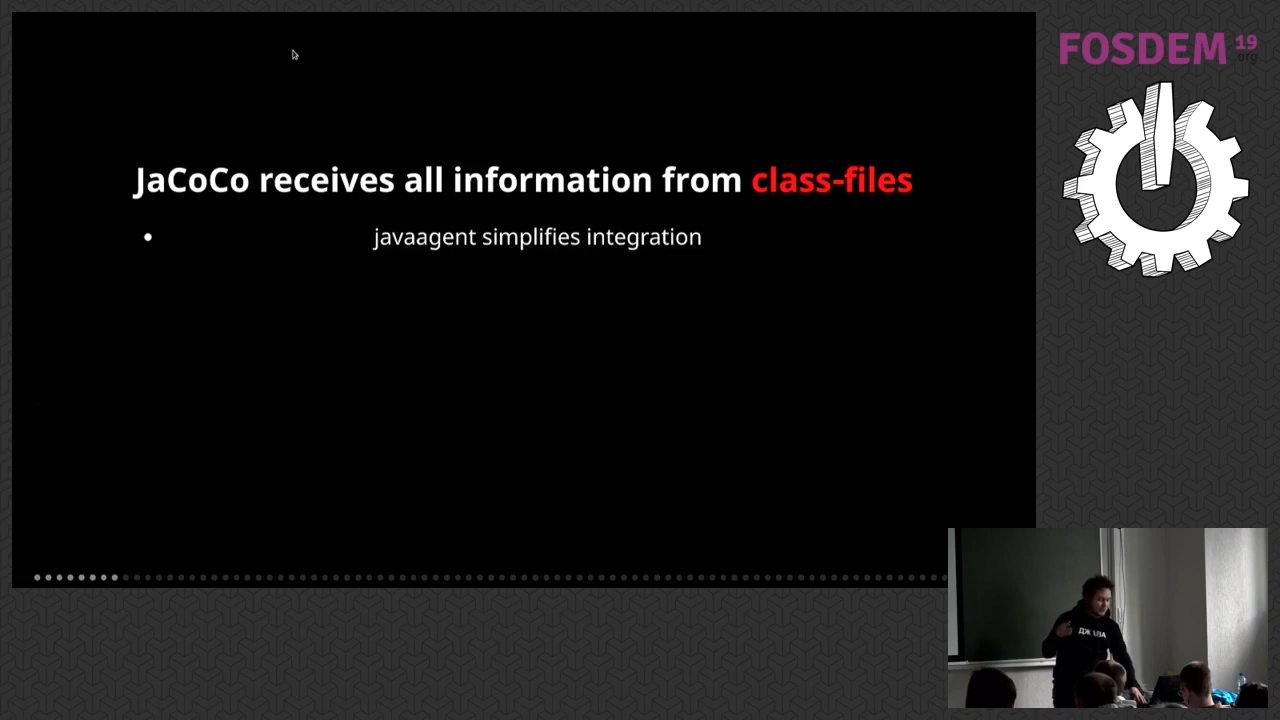 FOSDEM 19
.org
JaCoCo receives all information from class-files
• javaagent simplifies integration